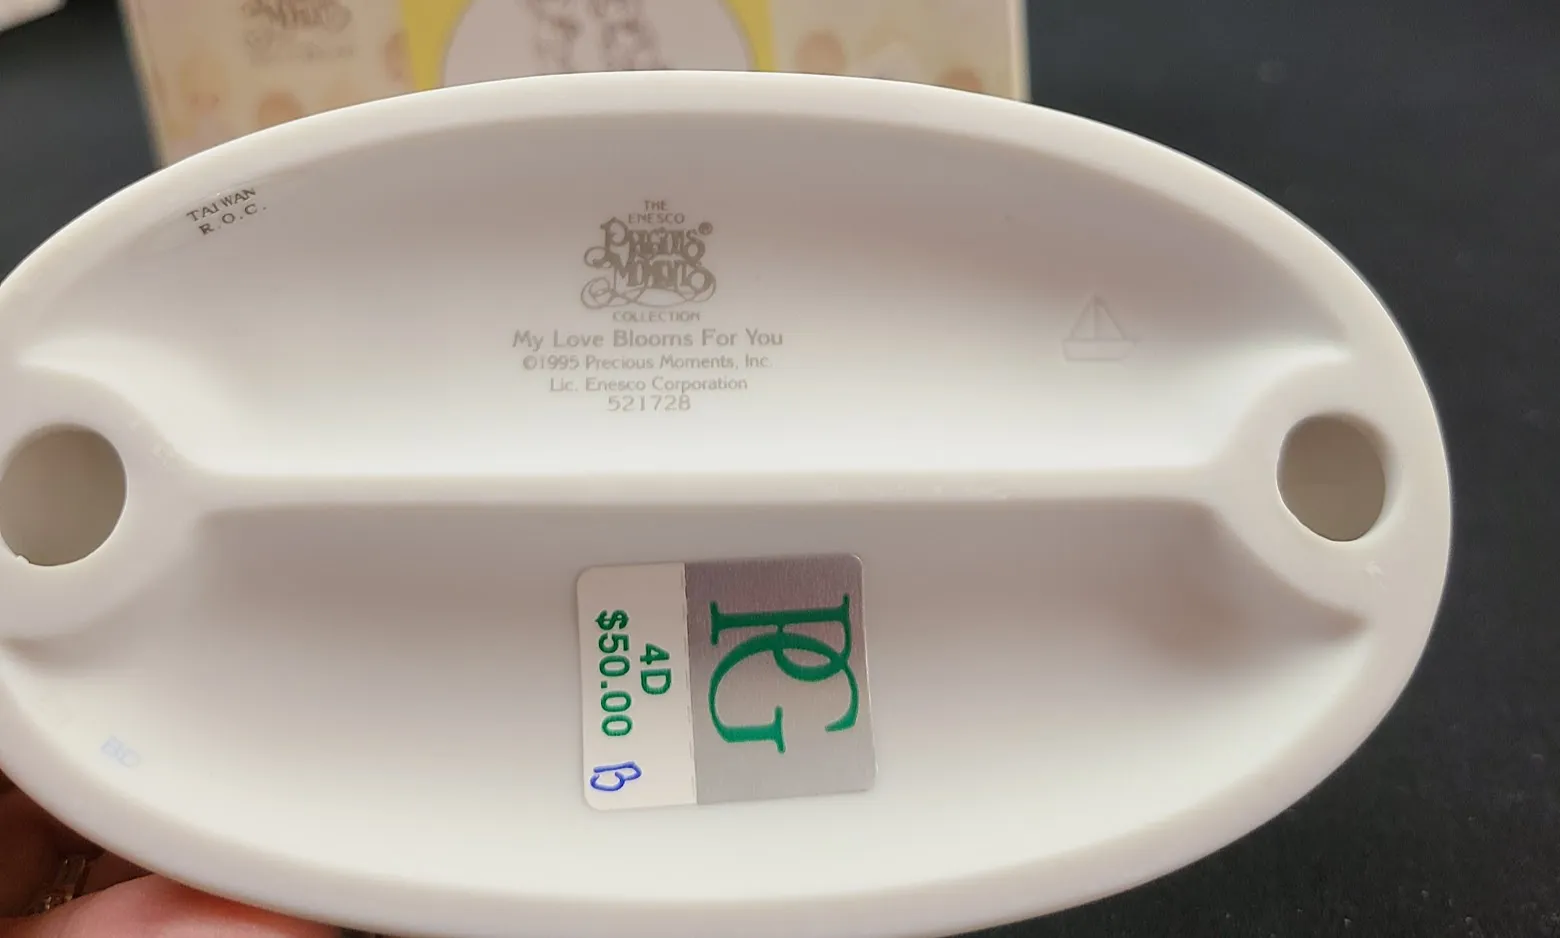 TAIWAN
R.O.C.
THE
ENESCO
PRECIOUS®
MOMENTS
COLLECTION
My Love Blooms For You
©1995 Precious Moments, Inc.
Lic. Enesco Corporation
521728
PG
4D
$50.00 B